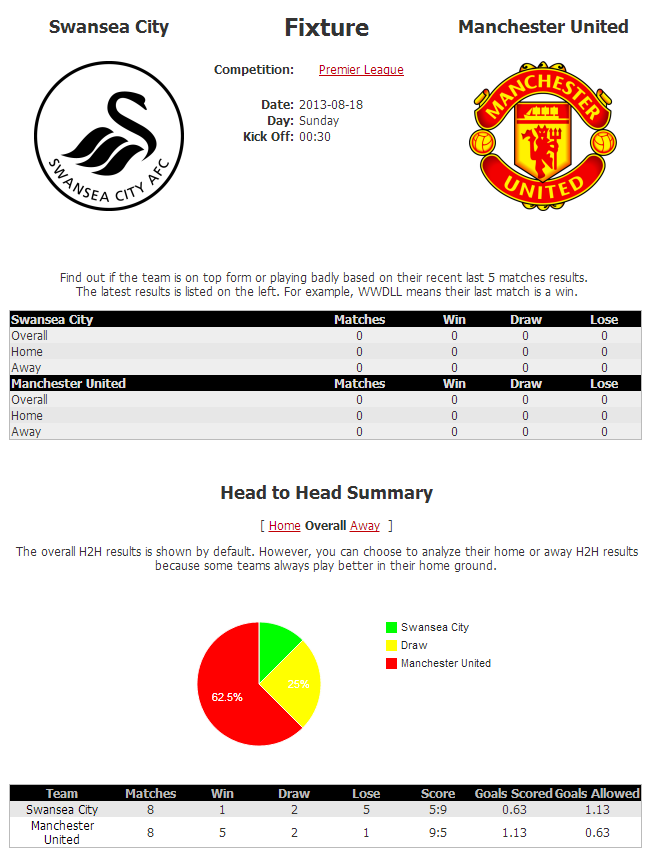 Swansea City
Fixture
Manchester United
SWANSEA CITY AFC
MANCHESTER
UNITED
Competition: Premier League
Date: 2013-08-18
Day: Sunday
Kick Off: 00:30
Find out if the team is on top form or playing badly based on their recent last 5 matches results.
The latest results is listed on the left. For example, WWDLL means their last match is a win.
Swansea City Matches Win Draw Lose
Overall 0 0 0 0
Home 0 0 0 0
Away 0 0 0 0
Manchester United Matches Win Draw Lose
Overall 0 0 0 0
Home 0 0 0 0
Away 0 0 0 0
Head to Head Summary
[ Home Overall Away ]
The overall H2H results is shown by default. However, you can choose to analyze their home or away H2H results
because some teams always play better in their home ground.
Swansea City
Draw
Manchester United
25%
62.5%
Team Matches Win Draw Lose Score Goals Scored Goals Allowed
Swansea City 8 1 2 5 5:9 0.63 1.13
Manchester
United 8 5 2 1 9:5 1.13 0.63